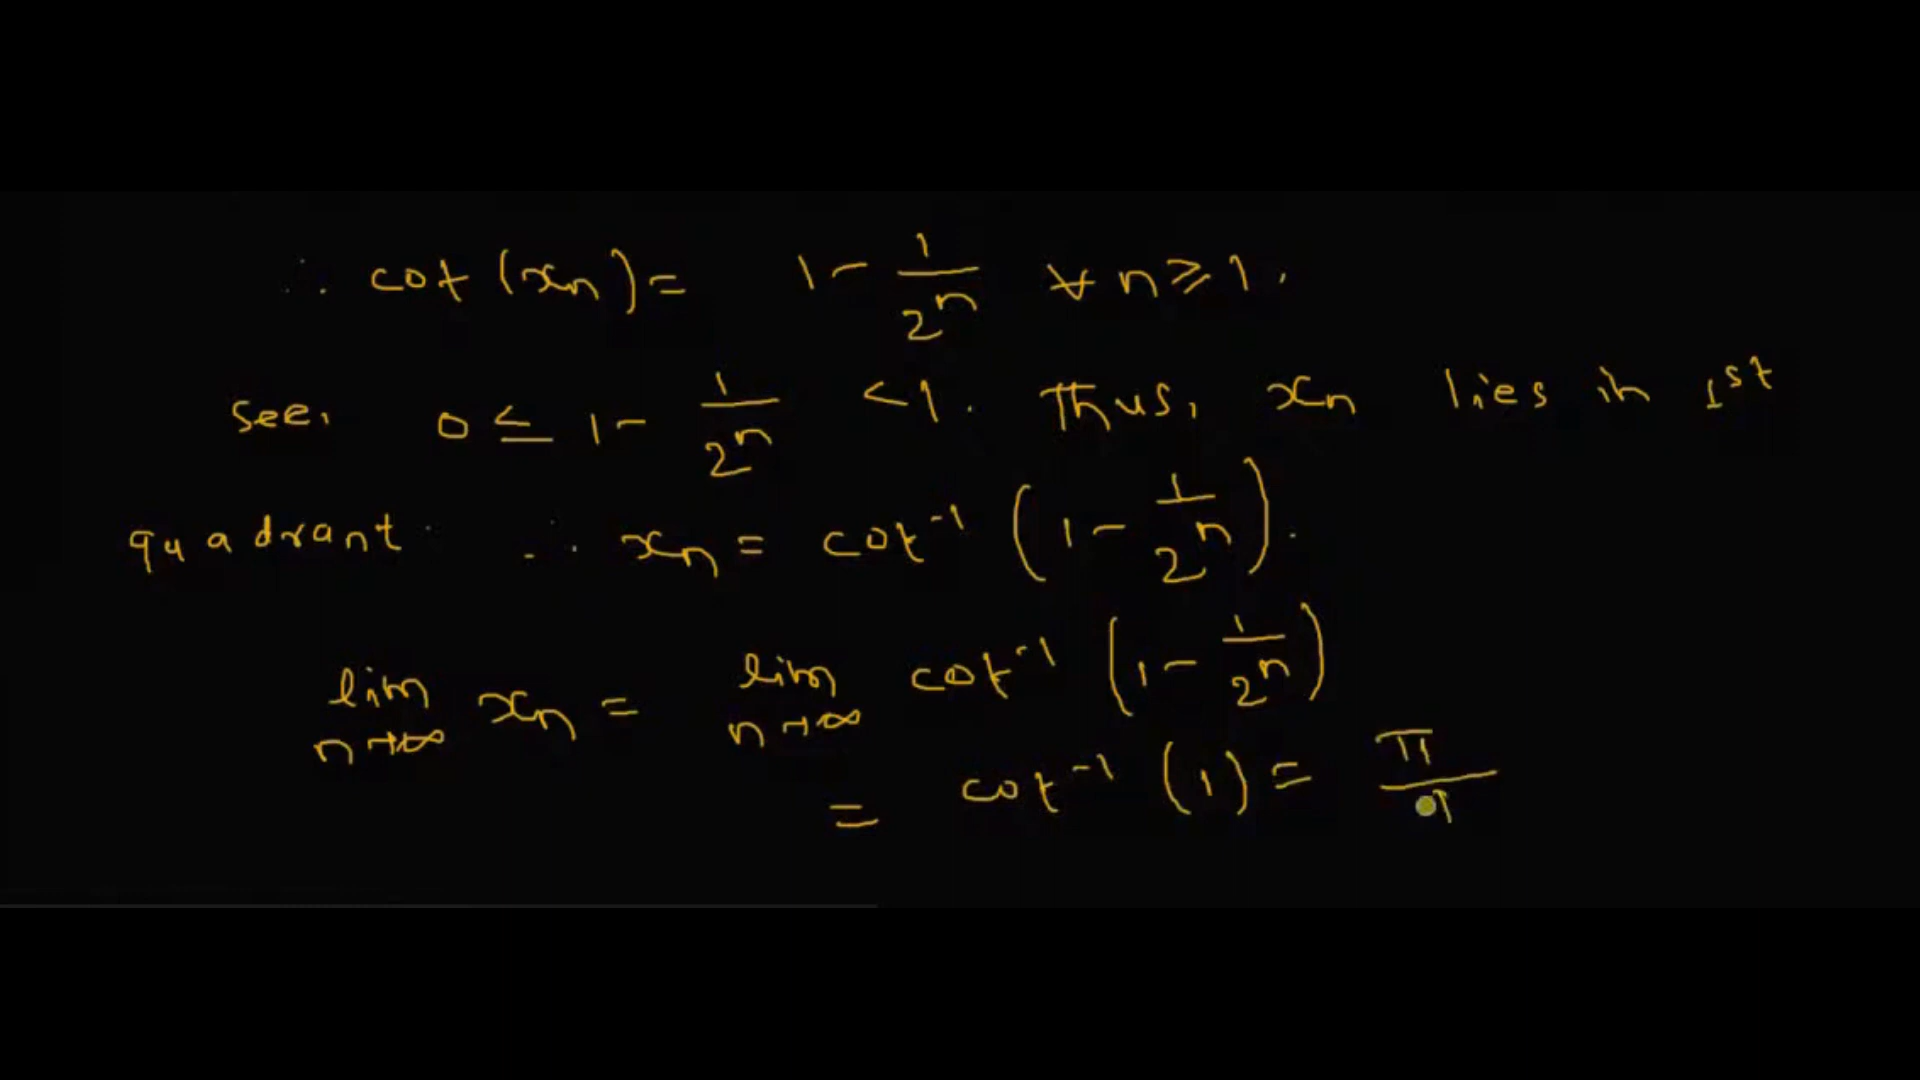 ∴ cot (xn) = 1 - 1/2^n ∀ n ≥ 1.
see, 0 ≤ 1 - 1/2^n < 1. Thus, xn lies in 1st
quadrant. ∴ xn = cot^-1 (1 - 1/2^n).
lim n→∞ xn = lim n→∞ cot^-1 (1 - 1/2^n)
= cot^-1 (1) = π/